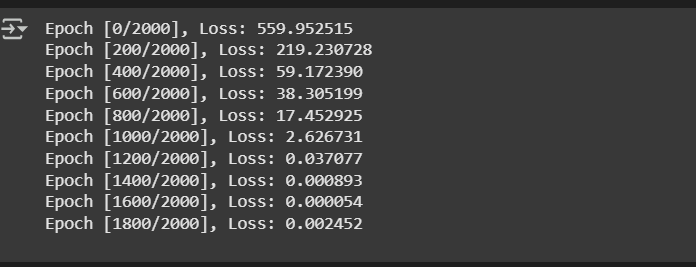 Epoch [0/2000], Loss: 559.952515
Epoch [200/2000], Loss: 219.230728
Epoch [400/2000], Loss: 59.172390
Epoch [600/2000], Loss: 38.305199
Epoch [800/2000], Loss: 17.452925
Epoch [1000/2000], Loss: 2.626731
Epoch [1200/2000], Loss: 0.037077
Epoch [1400/2000], Loss: 0.000893
Epoch [1600/2000], Loss: 0.000054
Epoch [1800/2000], Loss: 0.002452